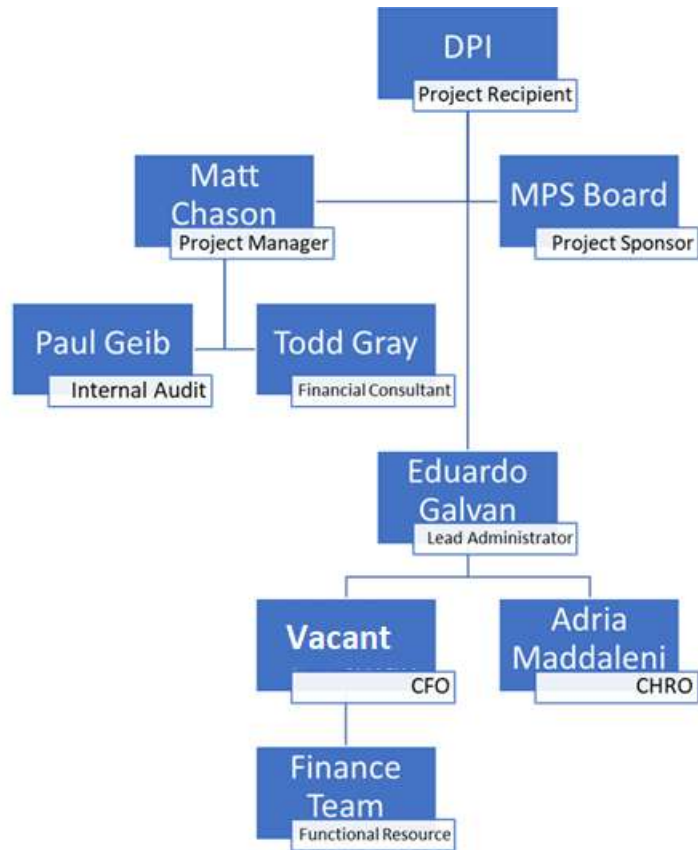 DPI
Project Recipient
Matt
Chason
Project Manager
MPS Board
Project Sponsor
Paul Geib
Internal Audit
Todd Gray
Financial Consultant
Eduardo
Galvan
Lead Administrator
Vacant
CFO
Adria
Maddaleni
CHRO
Finance
Team
Functional Resource